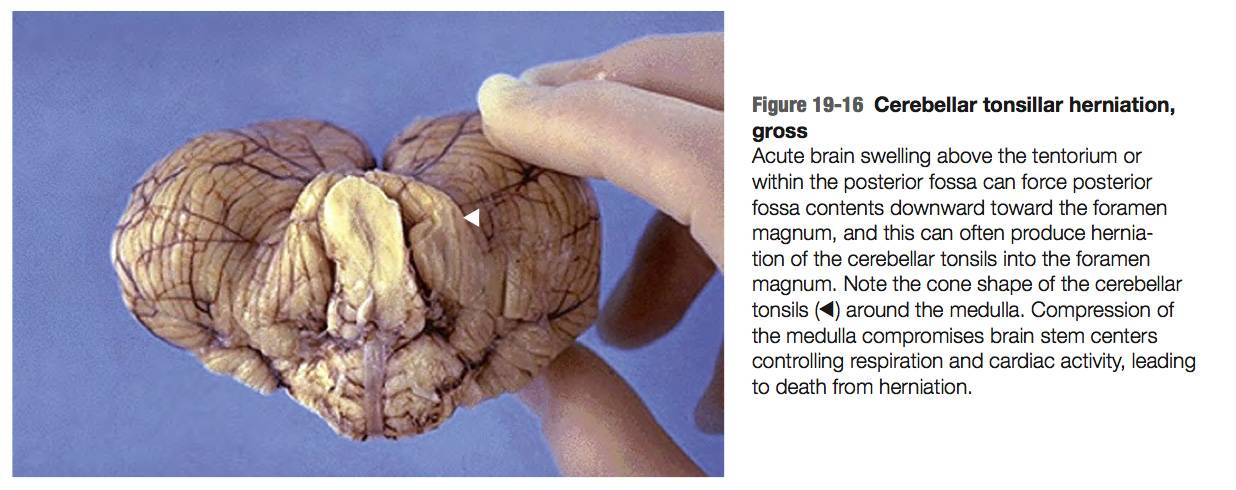 Figure 19-16 Cerebellar tonsillar herniation,
gross
Acute brain swelling above the tentorium or
within the posterior fossa can force posterior
fossa contents downward toward the foramen
magnum, and this can often produce hernia-
tion of the cerebellar tonsils into the foramen
magnum. Note the cone shape of the cerebellar
tonsils (◀) around the medulla. Compression of
the medulla compromises brain stem centers
controlling respiration and cardiac activity, leading
to death from herniation.